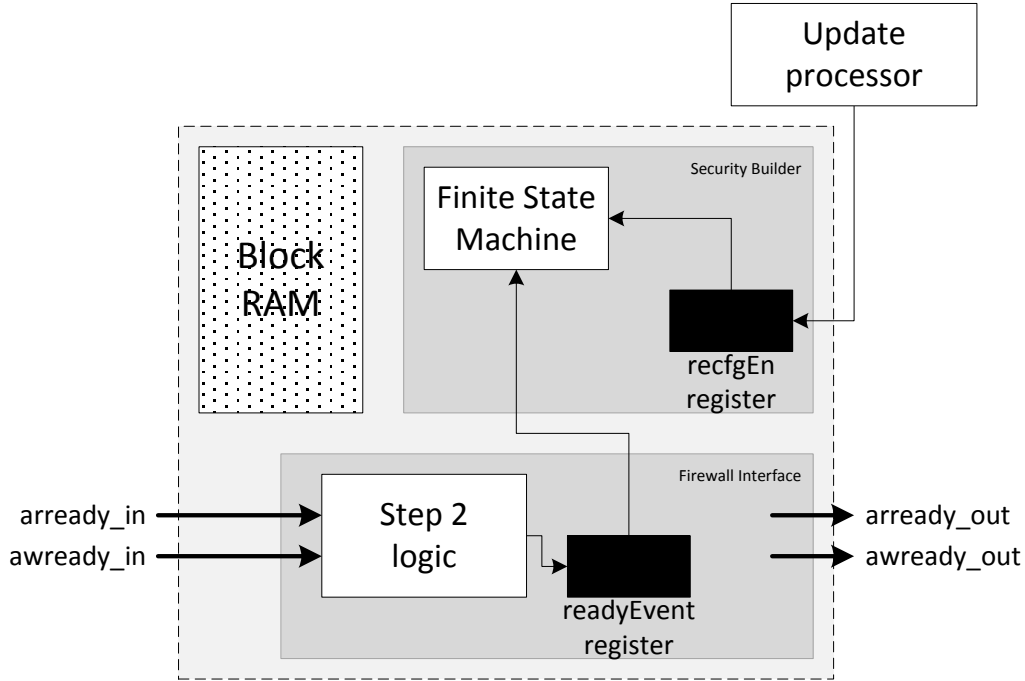 Update
processor
Security Builder
Finite State
Machine
Block
RAM
recfgEn
register
Firewall Interface
arready_in
awready_in
Step 2
logic
readyEvent
register
arready_out
awready_out